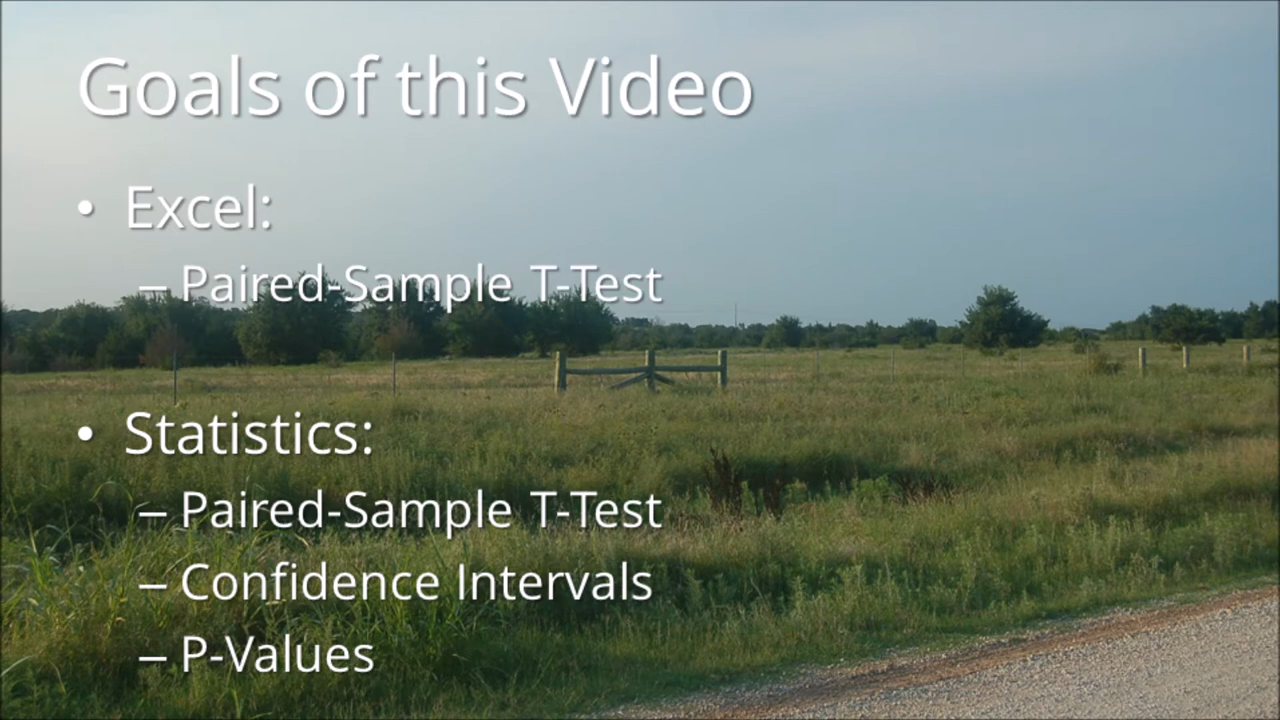 Goals of this Video
• Excel:
– Paired-Sample T-Test
• Statistics:
– Paired-Sample T-Test
– Confidence Intervals
– P-Values